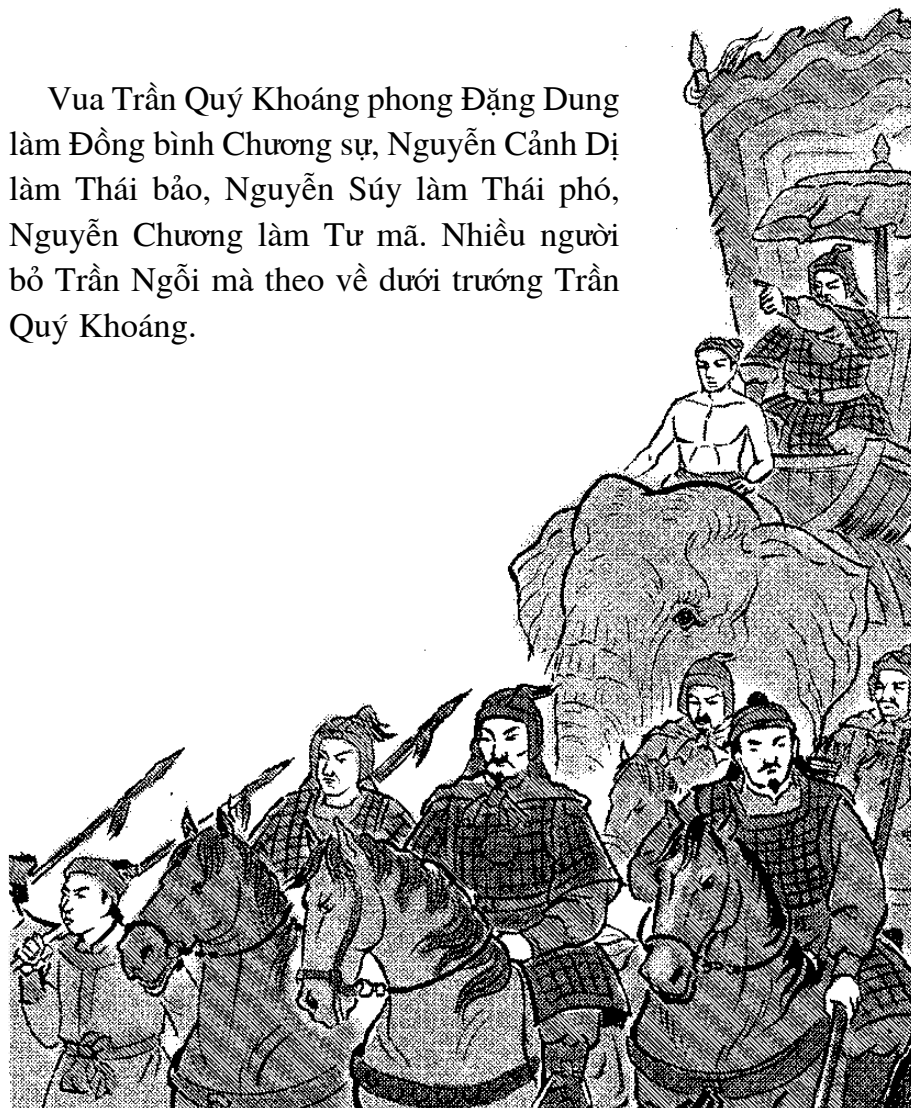 Vua Trần Quý Khoáng phong Đặng Dung
làm Đồng bình Chương sự, Nguyễn Cảnh Dị
làm Thái bảo, Nguyễn Súy làm Thái phó,
Nguyễn Chương làm Tư mã. Nhiều người
bỏ Trần Ngỗi mà theo về dưới trướng Trần
Quý Khoáng.